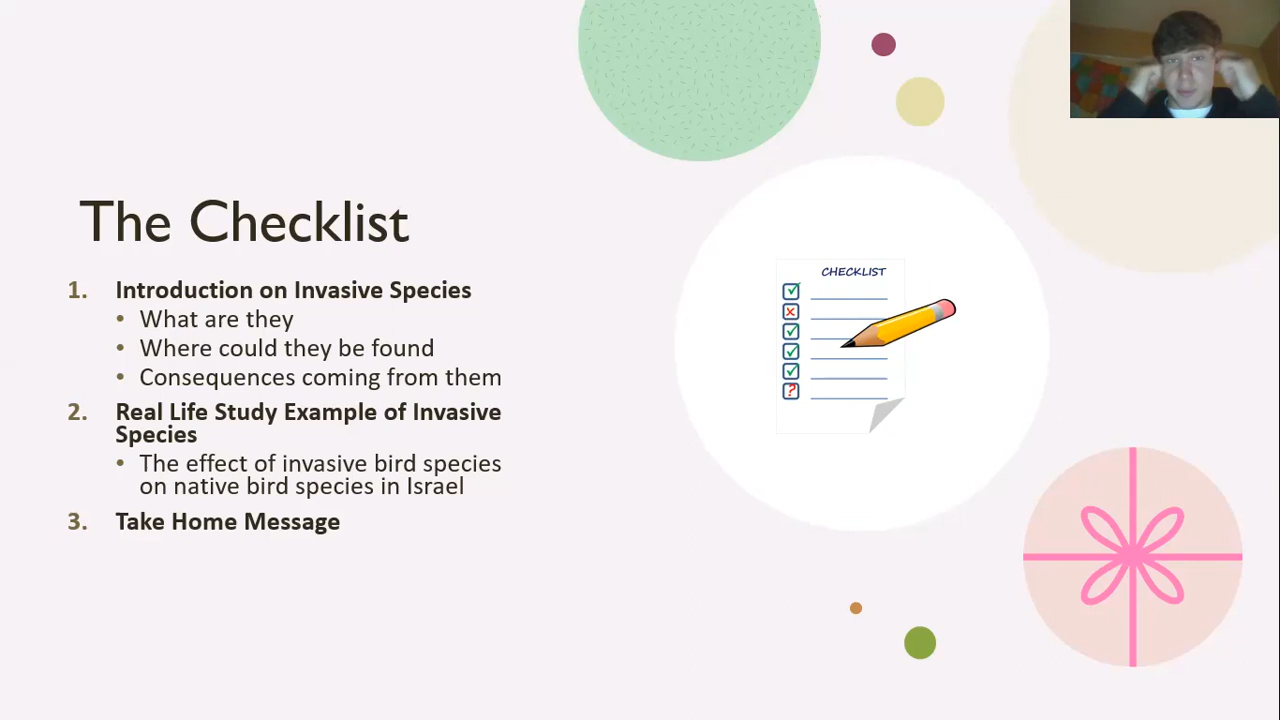 The Checklist
1. Introduction on Invasive Species
• What are they
• Where could they be found
• Consequences coming from them
2. Real Life Study Example of Invasive
Species
• The effect of invasive bird species
on native bird species in Israel
3. Take Home Message
CHECKLIST
?